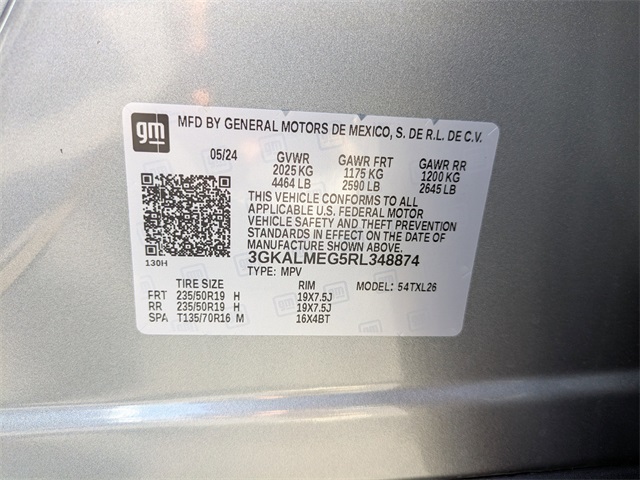 gm
MFD BY GENERAL MOTORS DE MEXICO, S. DE R.L. DE C.V.
05/24 GVWR GAWR FRT GAWR RR
2025 KG 1175 KG 1200 KG
4464 LB 2590 LB 2645 LB
THIS VEHICLE CONFORMS TO ALL
APPLICABLE U.S. FEDERAL MOTOR
VEHICLE SAFETY AND THEFT PREVENTION
STANDARDS IN EFFECT ON THE DATE OF
MANUFACTURE SHOWN ABOVE.
130H 3GKALMEG5RL348874
TYPE: MPV MODEL: 54TXL26
TIRE SIZE RIM
FRT 235/50R19 H 19X7.5J
RR 235/50R19 H 19X7.5J
SPA T135/70R16 M 16X4BT